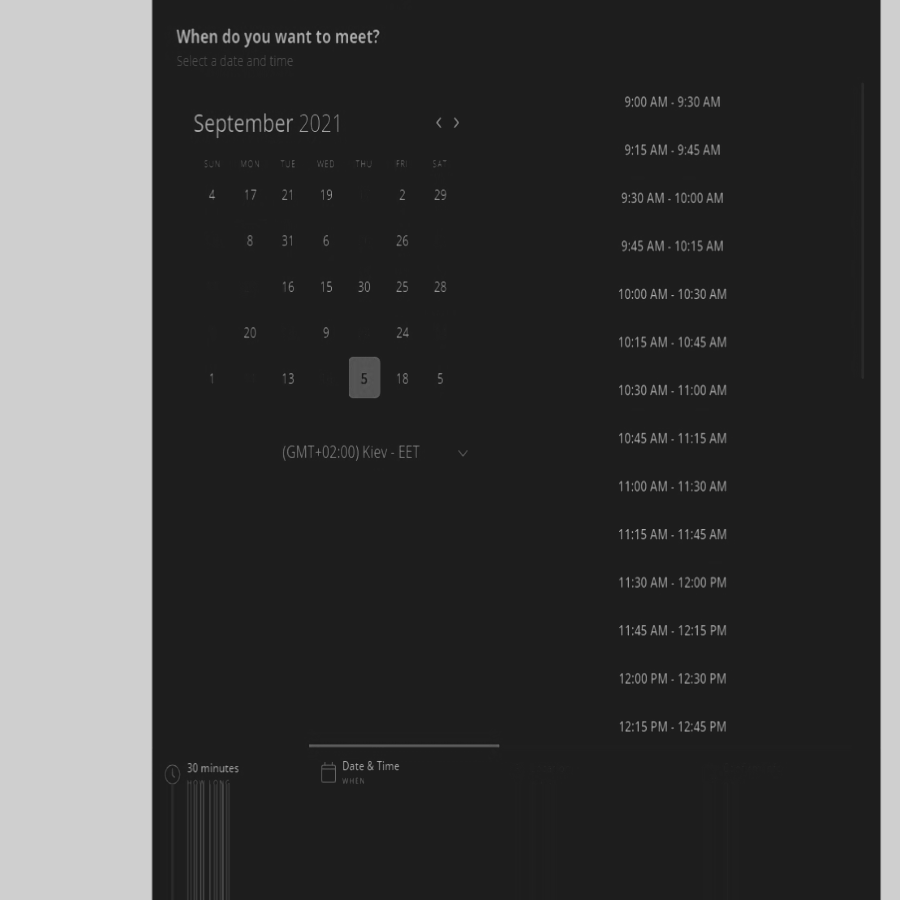 When do you want to meet?
Select a date and time
September 2021
SUN MON TUE WED THU FRI SAT
4 17 21 19 2 29
8 31 6 26
16 15 30 25 28
20 9 24
1 13 5 18 5
(GMT+02:00) Kiev - EET
9:00 AM - 9:30 AM
9:15 AM - 9:45 AM
9:30 AM - 10:00 AM
9:45 AM - 10:15 AM
10:00 AM - 10:30 AM
10:15 AM - 10:45 AM
10:30 AM - 11:00 AM
10:45 AM - 11:15 AM
11:00 AM - 11:30 AM
11:15 AM - 11:45 AM
11:30 AM - 12:00 PM
11:45 AM - 12:15 PM
12:00 PM - 12:30 PM
12:15 PM - 12:45 PM
30 minutes
HOW LONG
Date & Time
WHEN